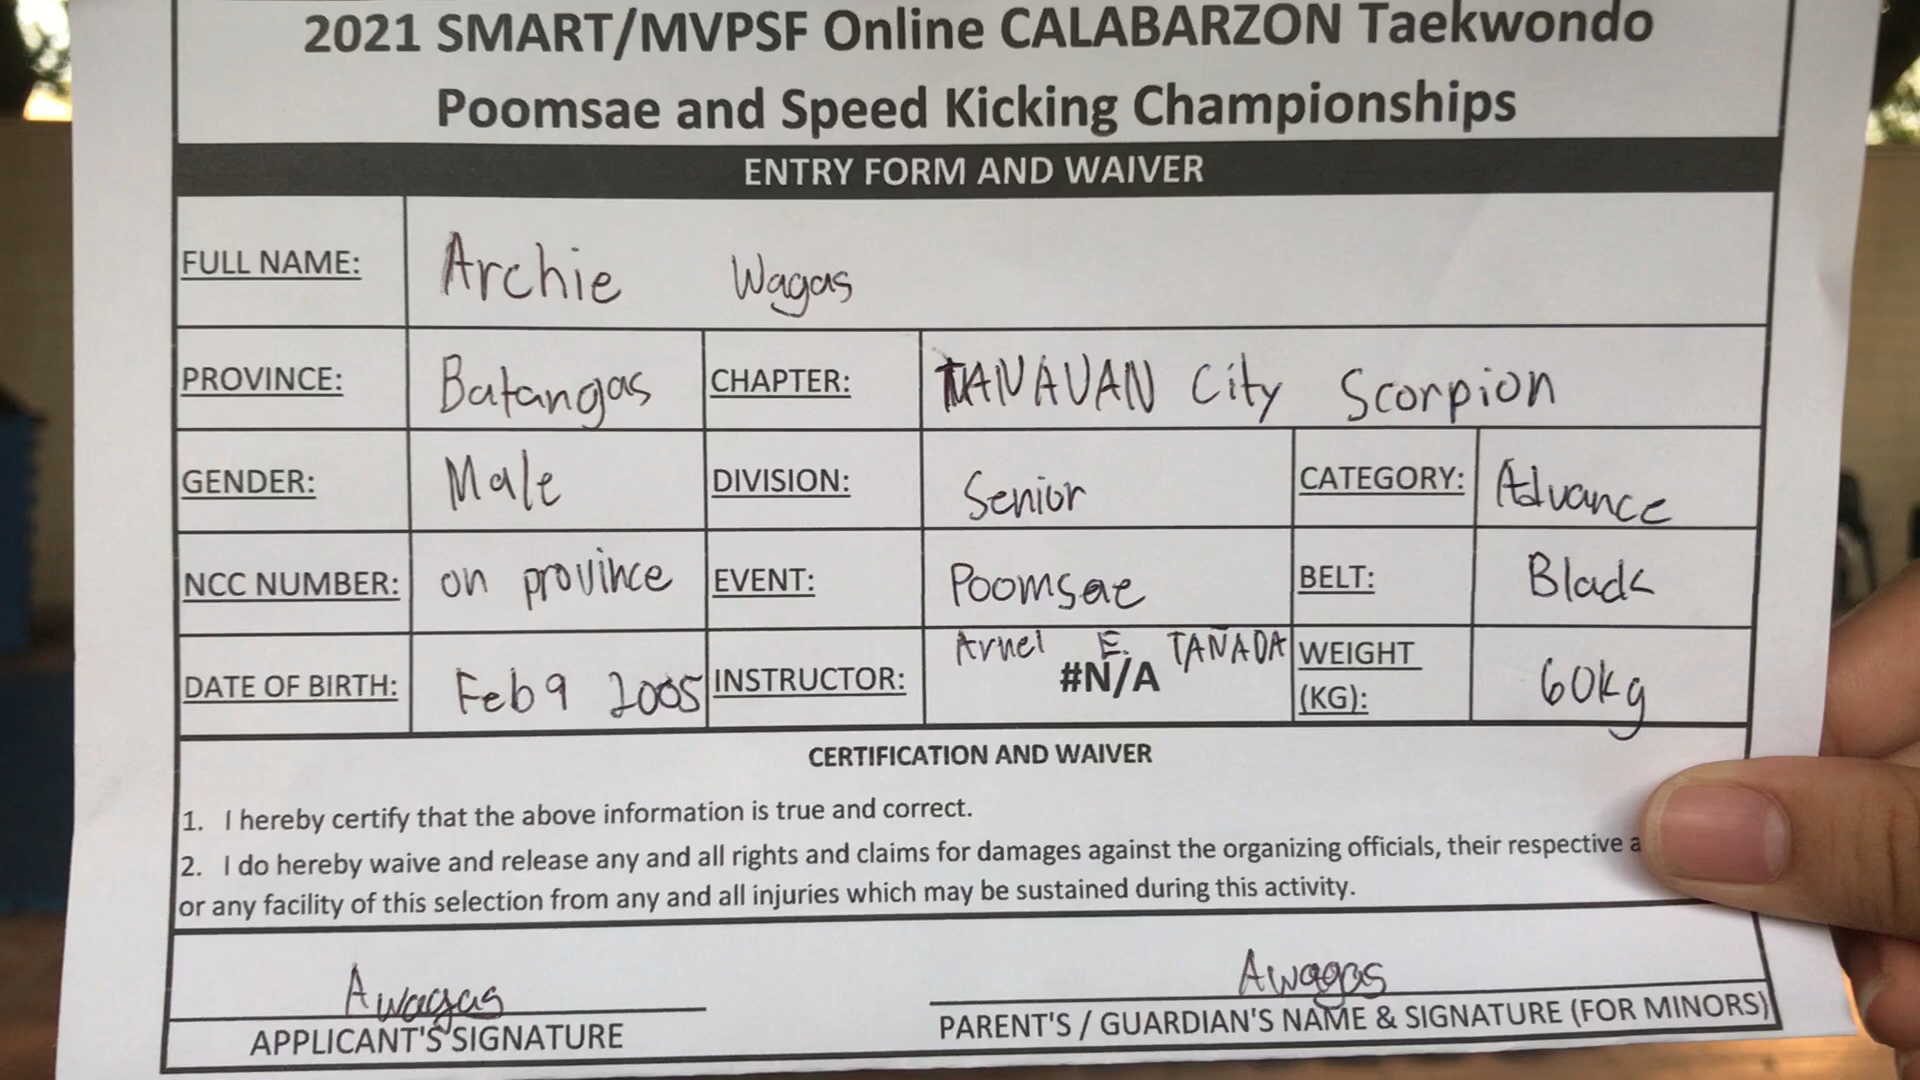 2021 SMART/MVPSF Online CALABARZON Taekwondo
Poomsae and Speed Kicking Championships
ENTRY FORM AND WAIVER
FULL NAME: Archie Wagas
PROVINCE: Batangas CHAPTER: TANAUAN City Scorpion
GENDER: Male DIVISION: Senior CATEGORY: Advance
NCC NUMBER: on province EVENT: Poomsae BELT: Black
DATE OF BIRTH: Feb 9 2005 INSTRUCTOR: Arnel E. TAÑADA #N/A WEIGHT (KG): 60kg
CERTIFICATION AND WAIVER
1. I hereby certify that the above information is true and correct.
2. I do hereby waive and release any and all rights and claims for damages against the organizing officials, their respective a
or any facility of this selection from any and all injuries which may be sustained during this activity.
Awagas Awagas
APPLICANT'S SIGNATURE PARENT'S / GUARDIAN'S NAME & SIGNATURE (FOR MINORS)